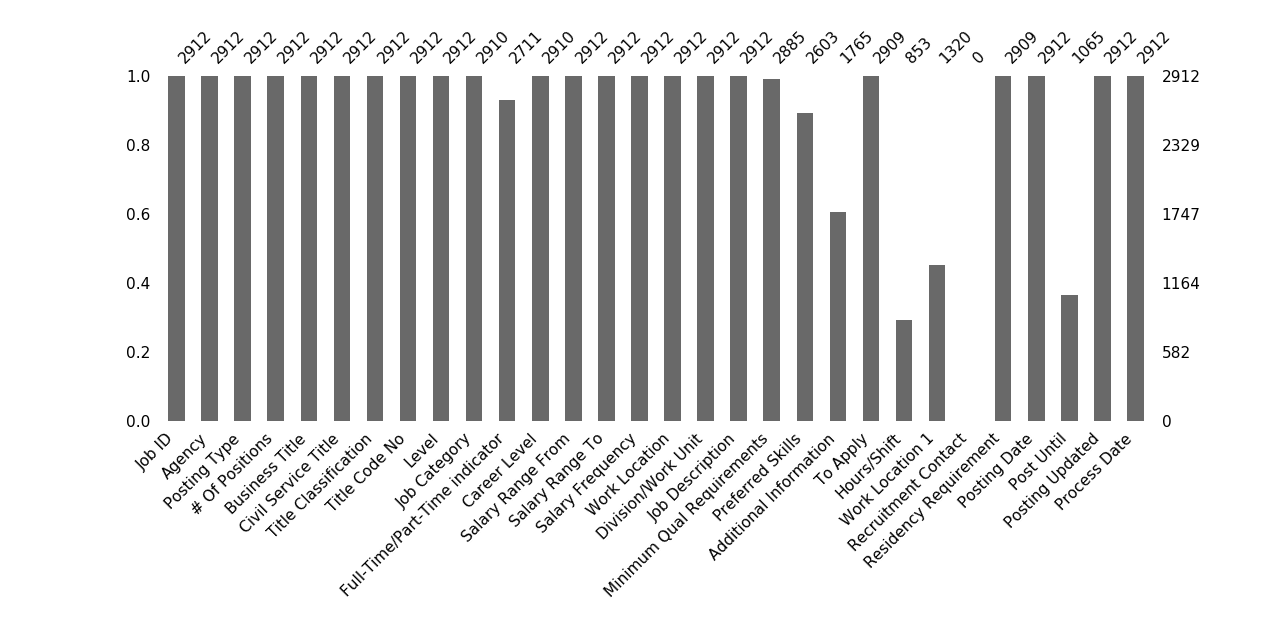 2912 2912 2912 2912 2912 2912 2912 2912 2912 2910 2711 2910 2912 2912 2912 2912 2912 2912 2885 2603 1765 2909 853 1320 0 2909 2912 1065 2912 2912
1.0 2912
0.8 2329
0.6 1747
0.4 1164
0.2 582
0.0 0
Job ID
Agency
Posting Type
# Of Positions
Business Title
Civil Service Title
Title Classification
Title Code No
Level
Job Category
Full-Time/Part-Time indicator
Career Level
Salary Range From
Salary Range To
Salary Frequency
Work Location
Division/Work Unit
Job Description
Minimum Qual Requirements
Preferred Skills
Additional Information
To Apply
Hours/Shift
Work Location 1
Recruitment Contact
Residency Requirement
Posting Date
Post Until
Posting Updated
Process Date